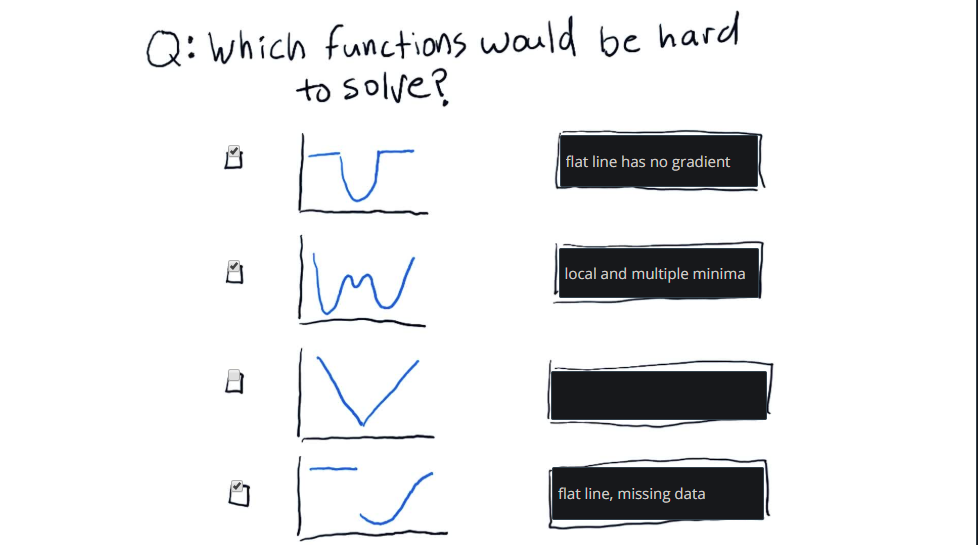 Q: Which functions would be hard
to solve?
flat line has no gradient
local and multiple minima
flat line, missing data